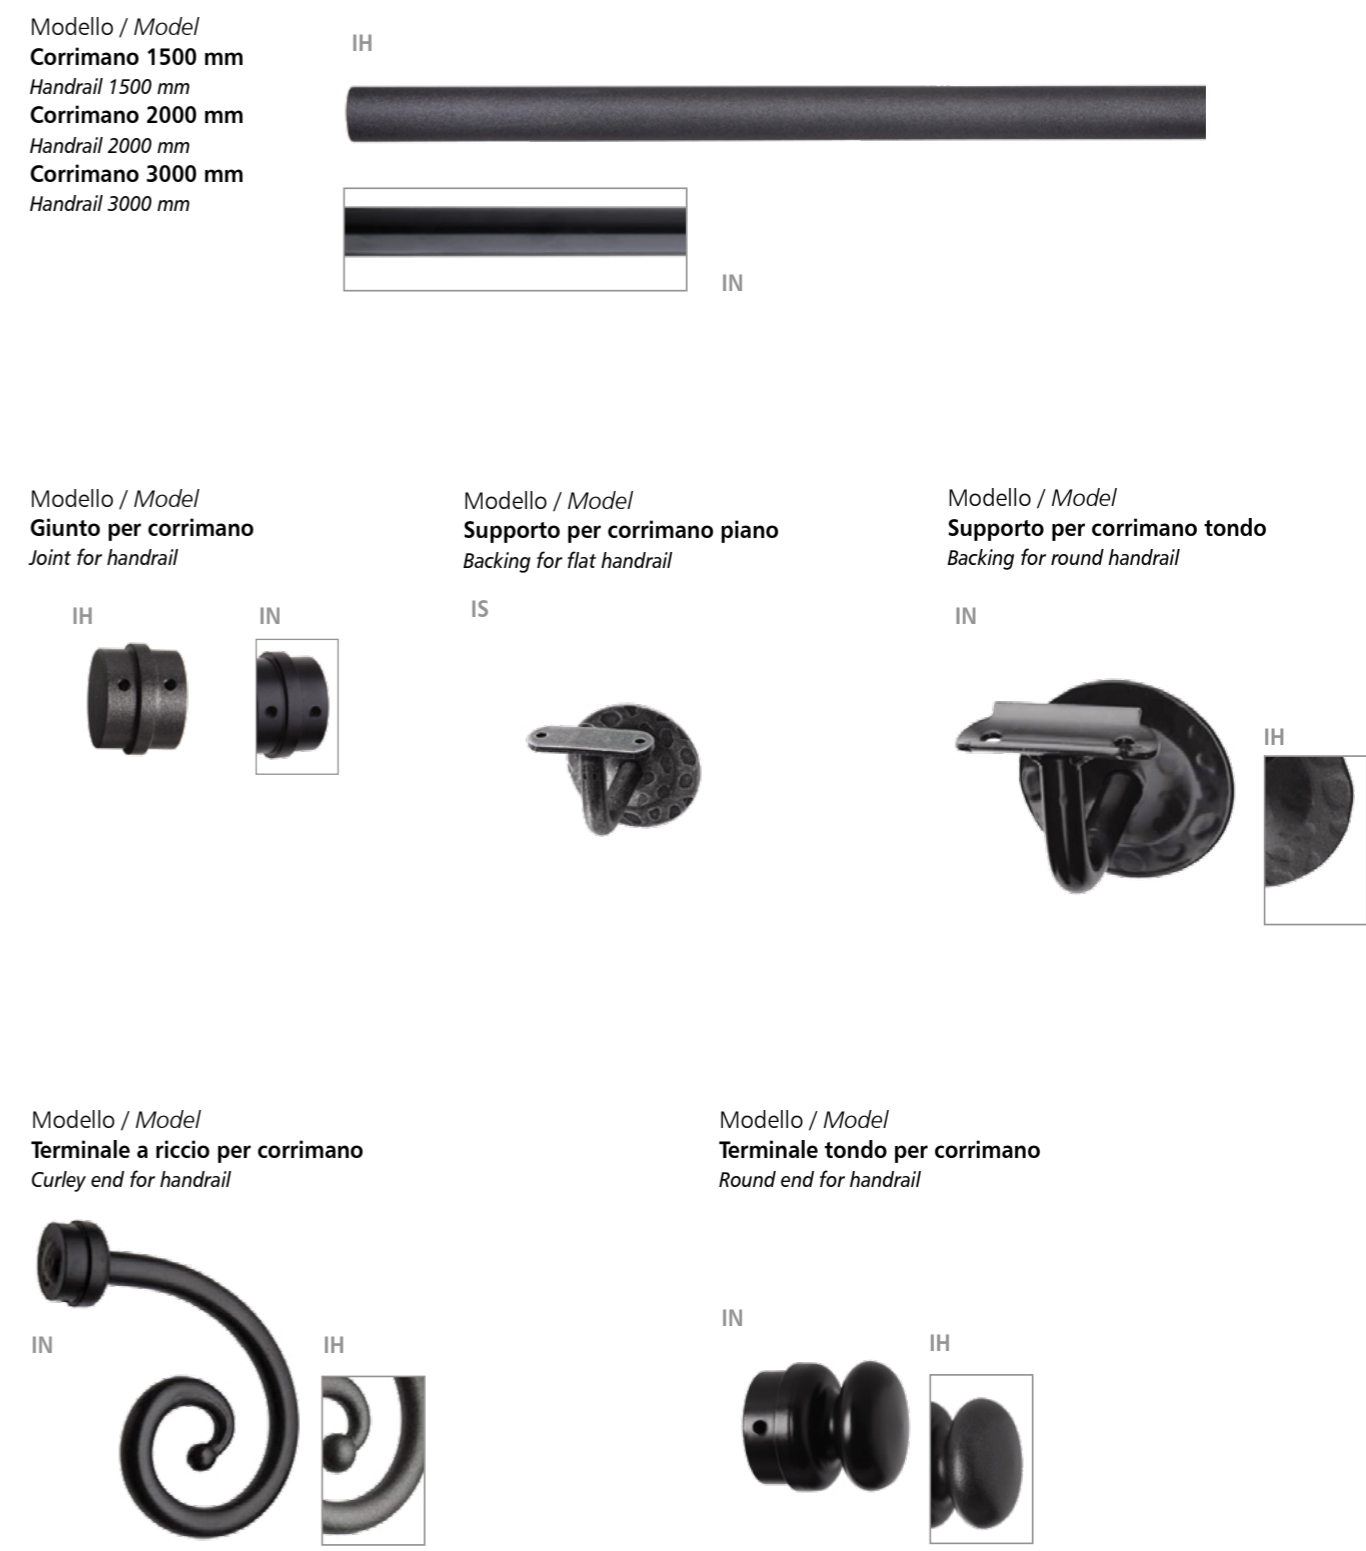 Modello / Model
Corrimano 1500 mm
Handrail 1500 mm
Corrimano 2000 mm
Handrail 2000 mm
Corrimano 3000 mm
Handrail 3000 mm
IH
IN
Modello / Model
Giunto per corrimano
Joint for handrail
IH
IN
Modello / Model
Supporto per corrimano piano
Backing for flat handrail
IS
Modello / Model
Supporto per corrimano tondo
Backing for round handrail
IN
IH
Modello / Model
Terminale a riccio per corrimano
Curley end for handrail
IN
IH
Modello / Model
Terminale tondo per corrimano
Round end for handrail
IN
IH